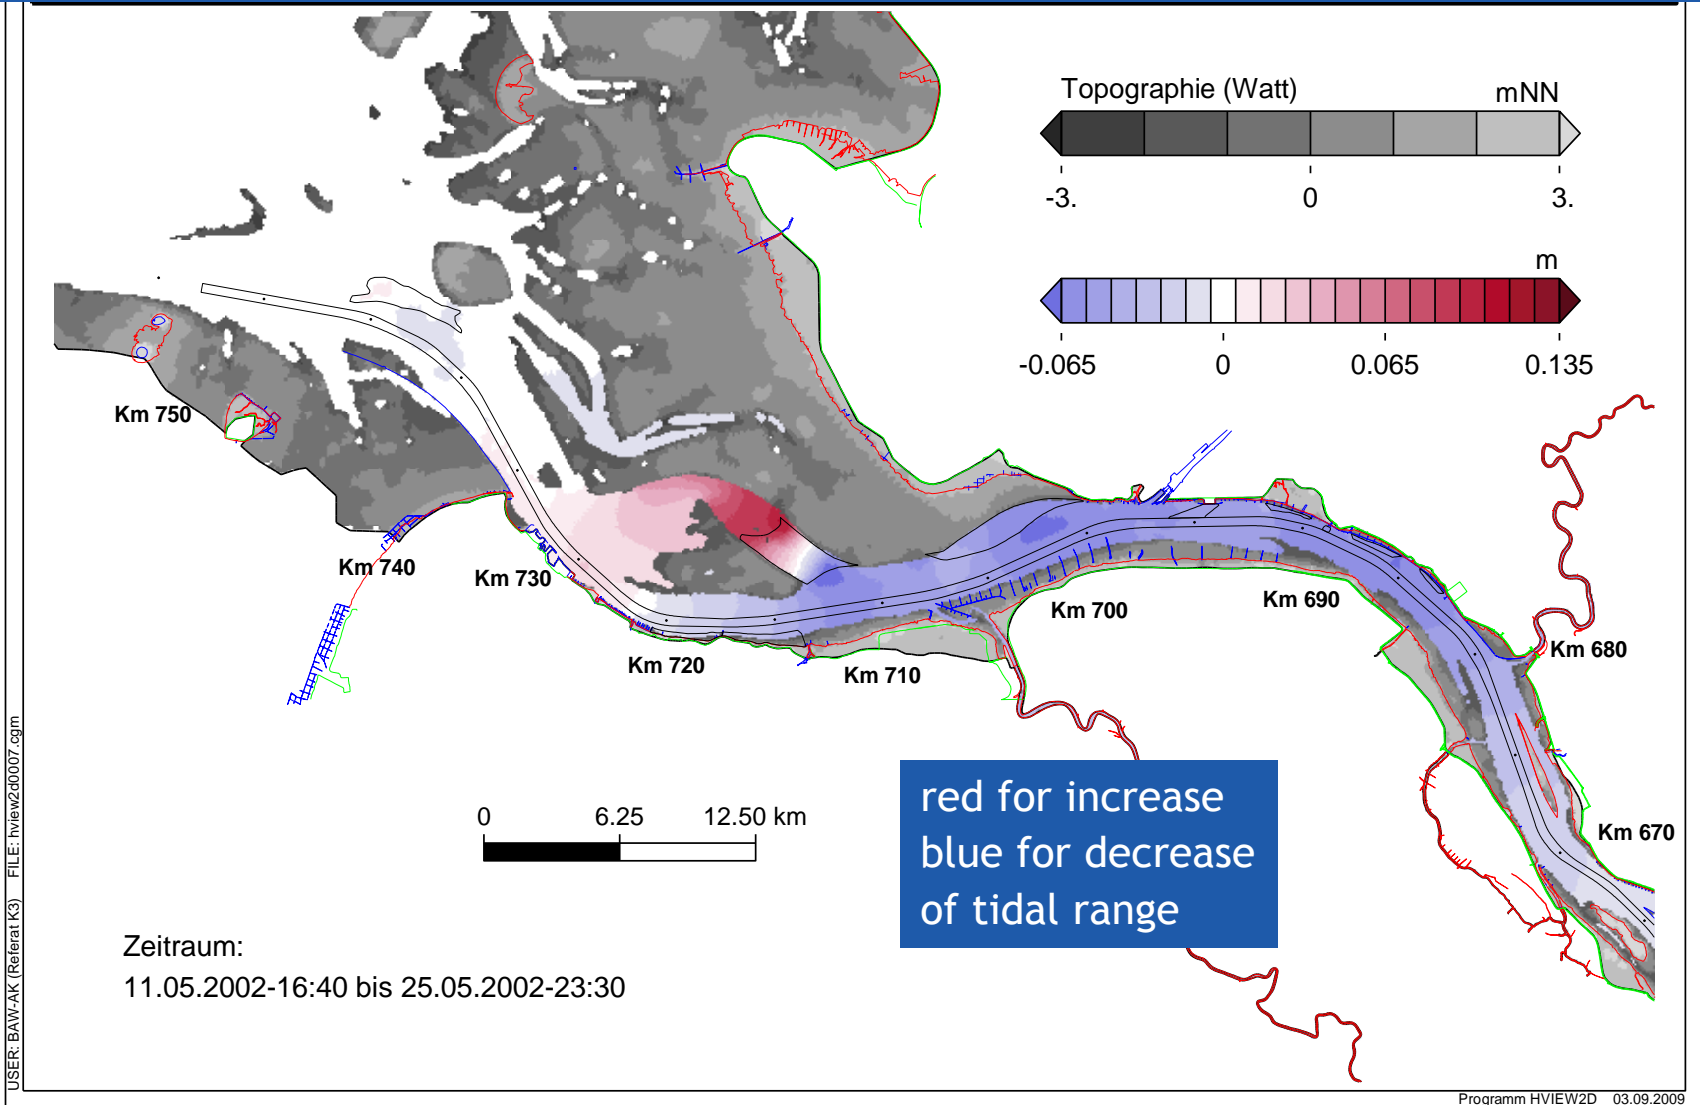 Topographie (Watt)
mNN
-3.
0
3.
m
-0.065
0
0.065
0.135
Km 750
Km 740
Km 730
Km 720
Km 710
Km 700
Km 690
Km 680
Km 670
0
6.25
12.50 km
red for increase
blue for decrease
of tidal range
Zeitraum:
11.05.2002-16:40 bis 25.05.2002-23:30
USER: BAW-AK (Referat K3) FILE: hview2d0007.cgm
Programm HVIEW2D 03.09.2009